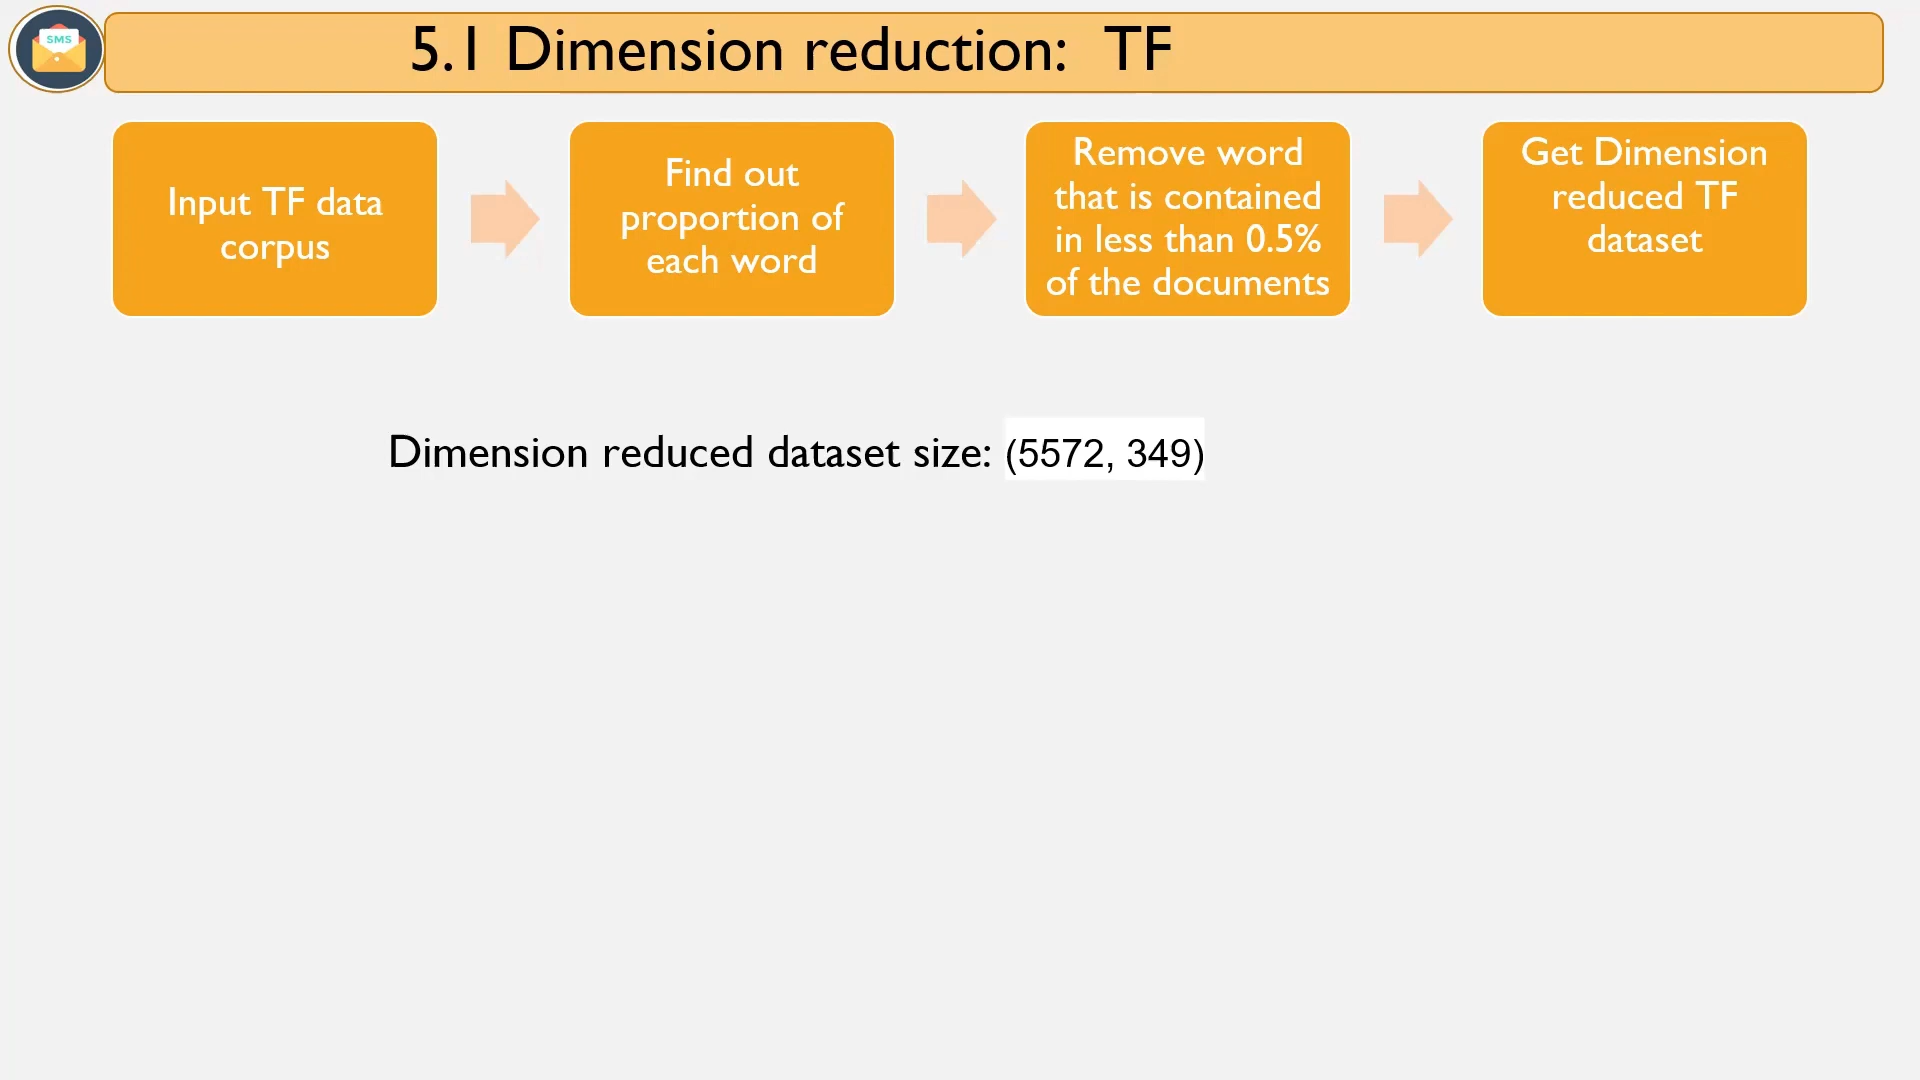 SMS
5.1 Dimension reduction: TF
Input TF data
corpus
Find out
proportion of
each word
Remove word
that is contained
in less than 0.5%
of the documents
Get Dimension
reduced TF
dataset
Dimension reduced dataset size: (5572, 349)